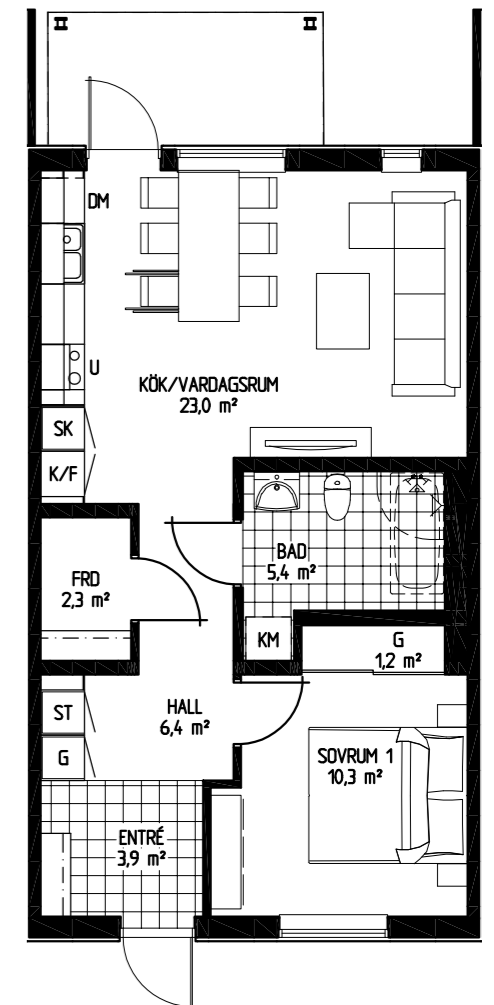 DM
U
KÖK/VARDAGSRUM
23,0 m²
SK
K/F
BAD
5,4 m²
FRD
2,3 m²
KM
G
1,2 m²
HALL
6,4 m²
ST
G
SOVRUM 1
10,3 m²
ENTRÉ
3,9 m²